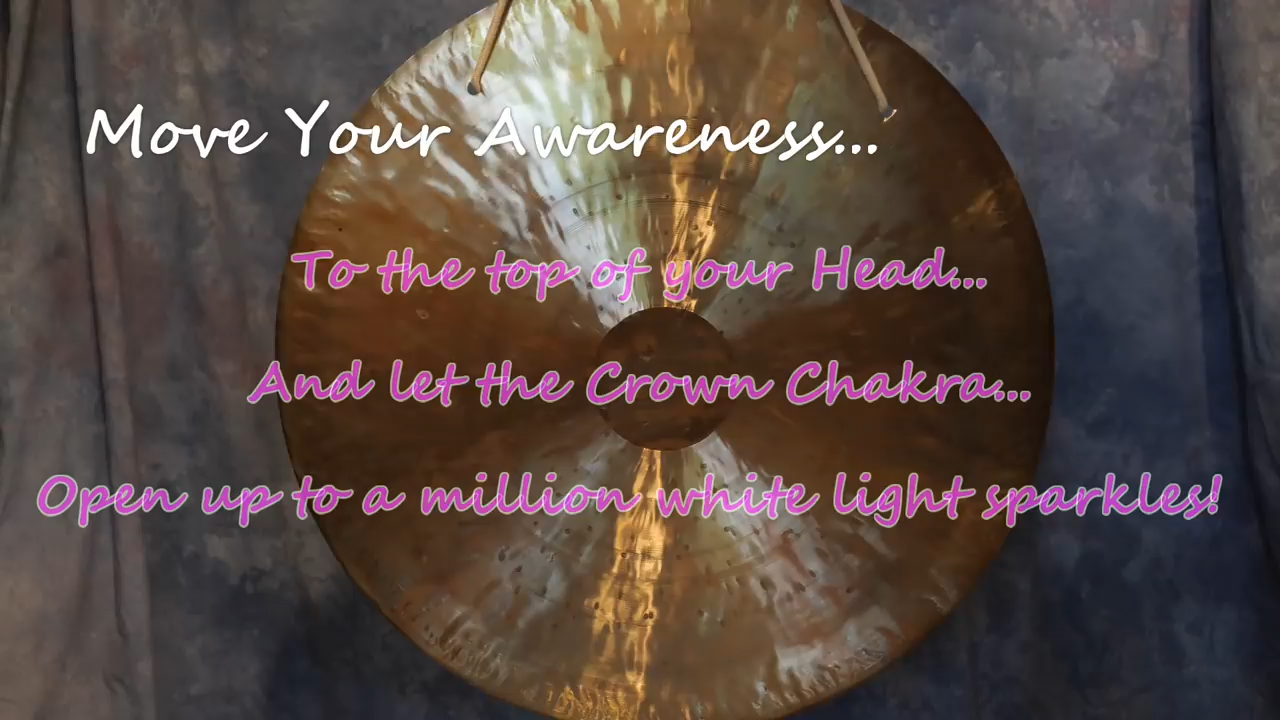 Move Your Awareness...
To the top of your Head...
And let the Crown Chakra...
Open up to a million white light sparkles!